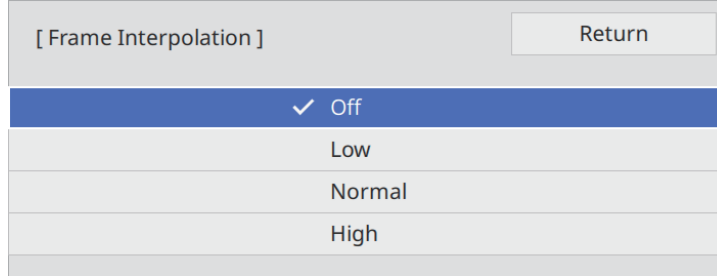 [ Frame Interpolation ]
Return
Off
Low
Normal
High